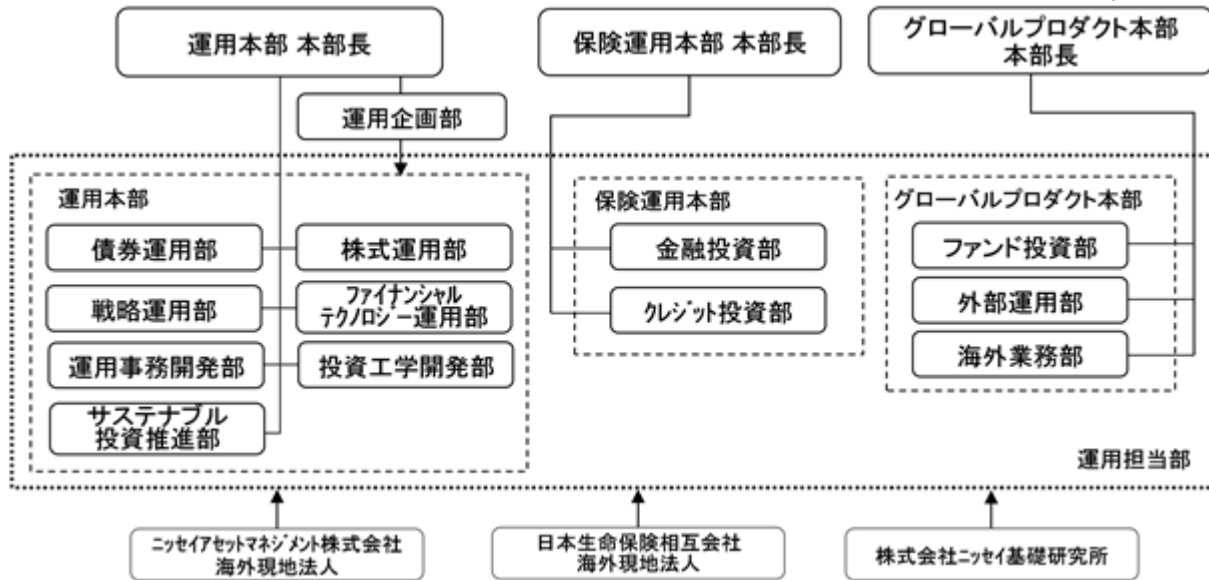 運用本部 本部長
保険運用本部 本部長
グローバルプロダクト本部
本部長
運用企画部
運用本部
債券運用部
株式運用部
戦略運用部
ファイナンシャル
テクノロジー運用部
運用事務開発部
投資工学開発部
サステナブル
投資推進部
保険運用本部
金融投資部
クレジット投資部
グローバルプロダクト本部
ファンド投資部
外部運用部
海外業務部
運用担当部
ニッセイアセットマネジメント株式会社
海外現地法人
日本生命保険相互会社
海外現地法人
株式会社ニッセイ基礎研究所